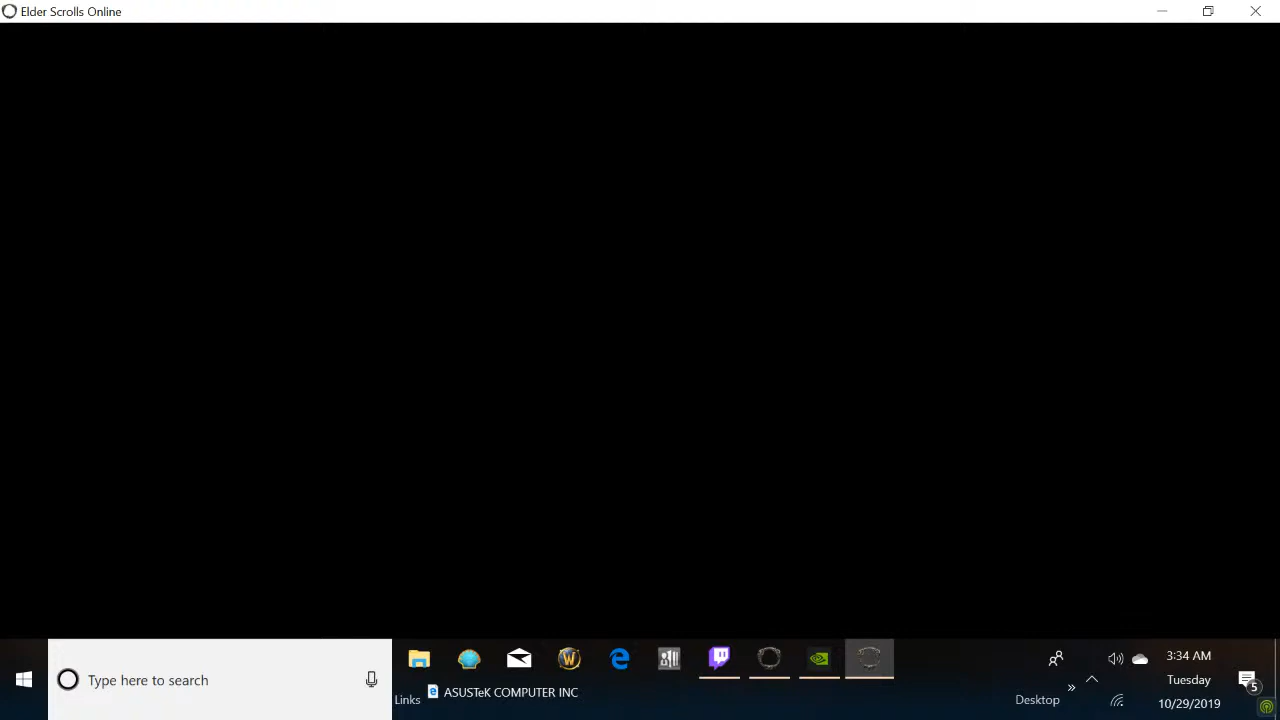 Elder Scrolls Online
Type here to search
Links
ASUSTeK COMPUTER INC
Desktop
»
3:34 AM
Tuesday
10/29/2019
5